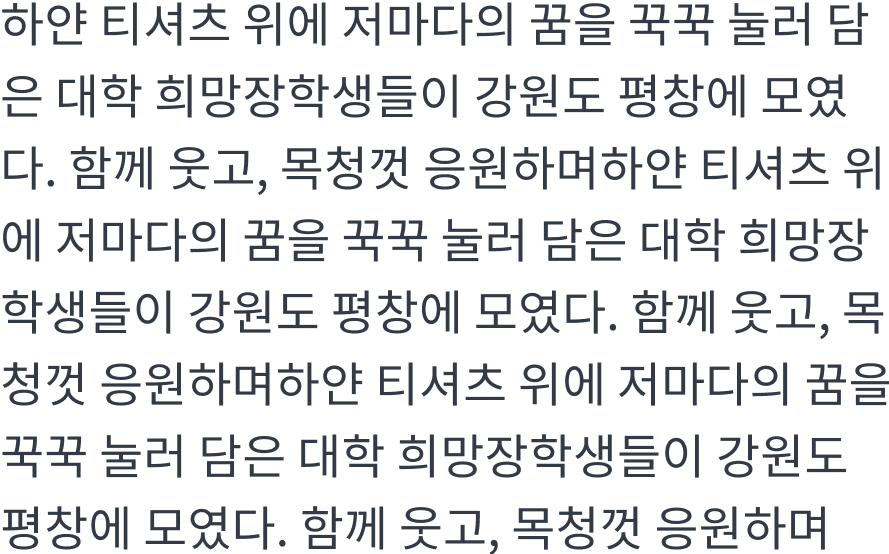 하얀 티셔츠 위에 저마다의 꿈을 꾹꾹 눌러 담
은 대학 희망장학생들이 강원도 평창에 모였
다. 함께 웃고, 목청껏 응원하며하얀 티셔츠 위
에 저마다의 꿈을 꾹꾹 눌러 담은 대학 희망장
학생들이 강원도 평창에 모였다. 함께 웃고, 목
청껏 응원하며하얀 티셔츠 위에 저마다의 꿈을
꾹꾹 눌러 담은 대학 희망장학생들이 강원도
평창에 모였다. 함께 웃고, 목청껏 응원하며